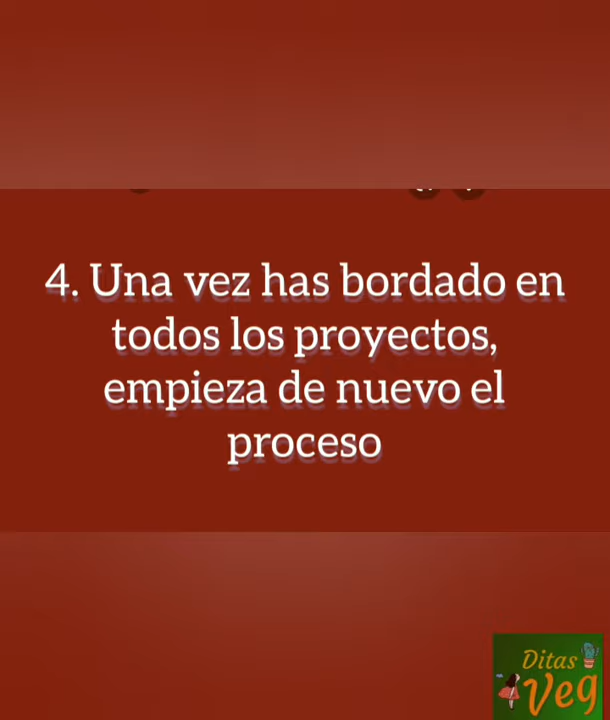 4. Una vez has bordado en
todos los proyectos,
empieza de nuevo el
proceso
Ditas
Veg